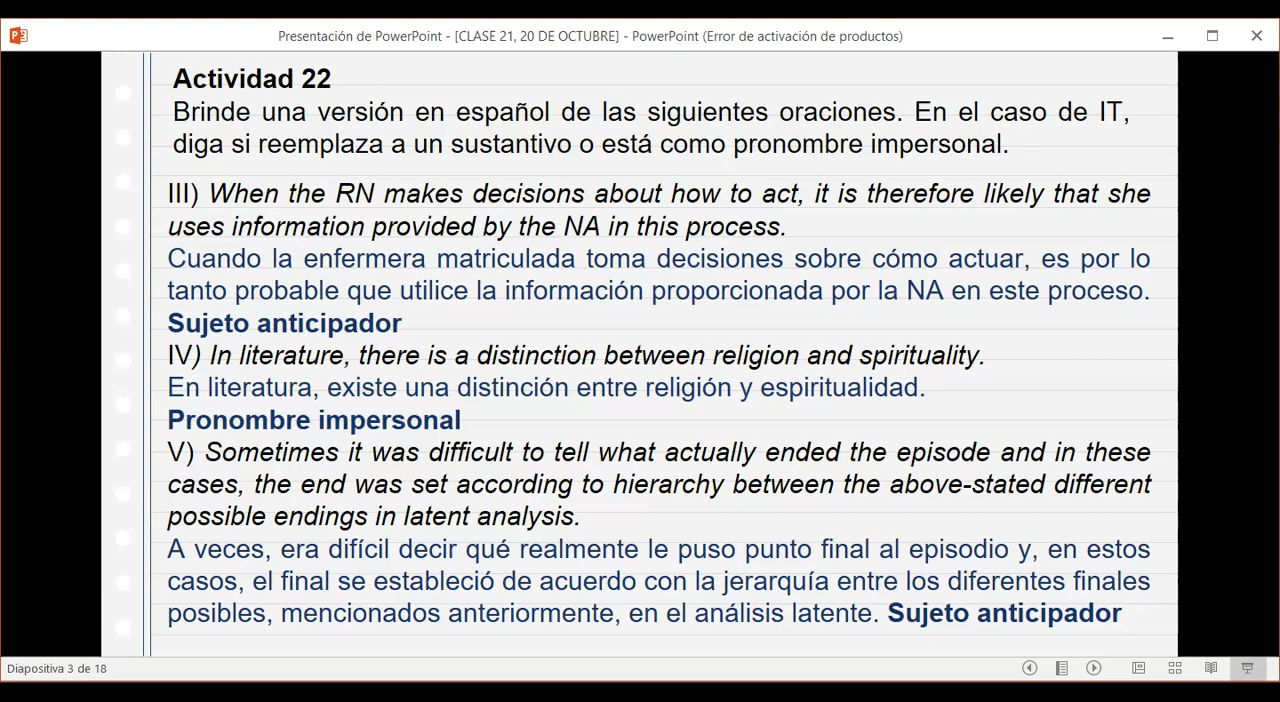 Presentación de PowerPoint - [CLASE 21, 20 DE OCTUBRE] - PowerPoint (Error de activación de productos)
Actividad 22
Brinde una versión en español de las siguientes oraciones. En el caso de IT,
diga si reemplaza a un sustantivo o está como pronombre impersonal.
III) When the RN makes decisions about how to act, it is therefore likely that she
uses information provided by the NA in this process.
Cuando la enfermera matriculada toma decisiones sobre cómo actuar, es por lo
tanto probable que utilice la información proporcionada por la NA en este proceso.
Sujeto anticipador
IV) In literature, there is a distinction between religion and spirituality.
En literatura, existe una distinción entre religión y espiritualidad.
Pronombre impersonal
V) Sometimes it was difficult to tell what actually ended the episode and in these
cases, the end was set according to hierarchy between the above-stated different
possible endings in latent analysis.
A veces, era difícil decir qué realmente le puso punto final al episodio y, en estos
casos, el final se estableció de acuerdo con la jerarquía entre los diferentes finales
posibles, mencionados anteriormente, en el análisis latente. Sujeto anticipador
Diapositiva 3 de 18